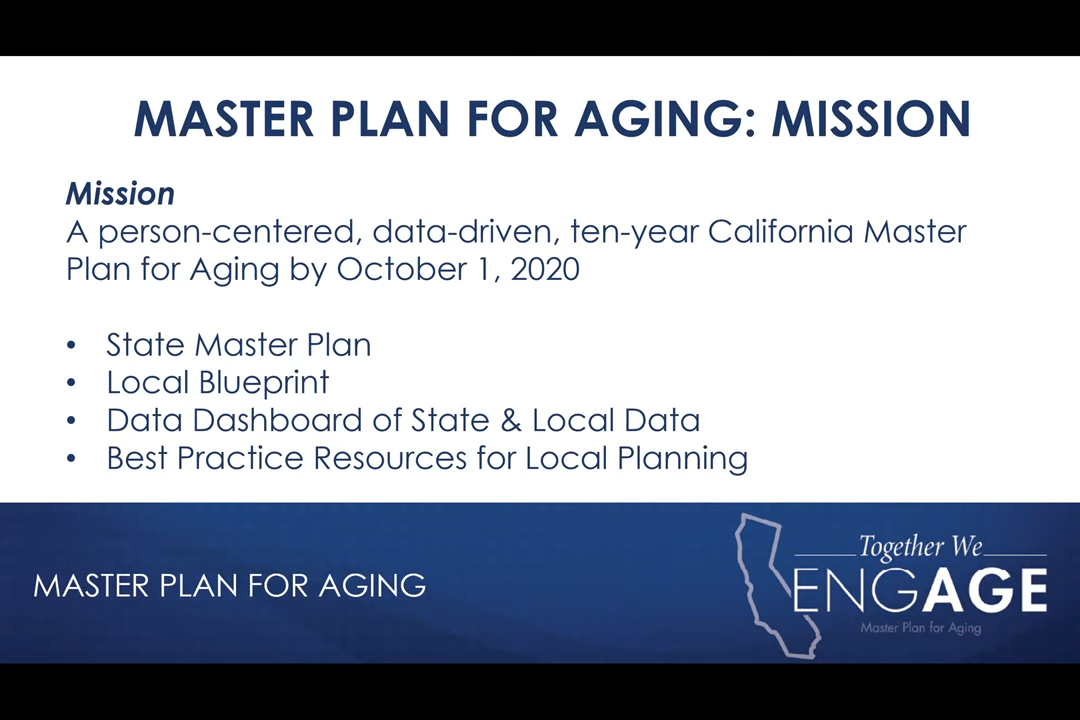 MASTER PLAN FOR AGING: MISSION
Mission
A person-centered, data-driven, ten-year California Master
Plan for Aging by October 1, 2020
• State Master Plan
• Local Blueprint
• Data Dashboard of State & Local Data
• Best Practice Resources for Local Planning
MASTER PLAN FOR AGING
Together We
ENGAGE
Master Plan for Aging